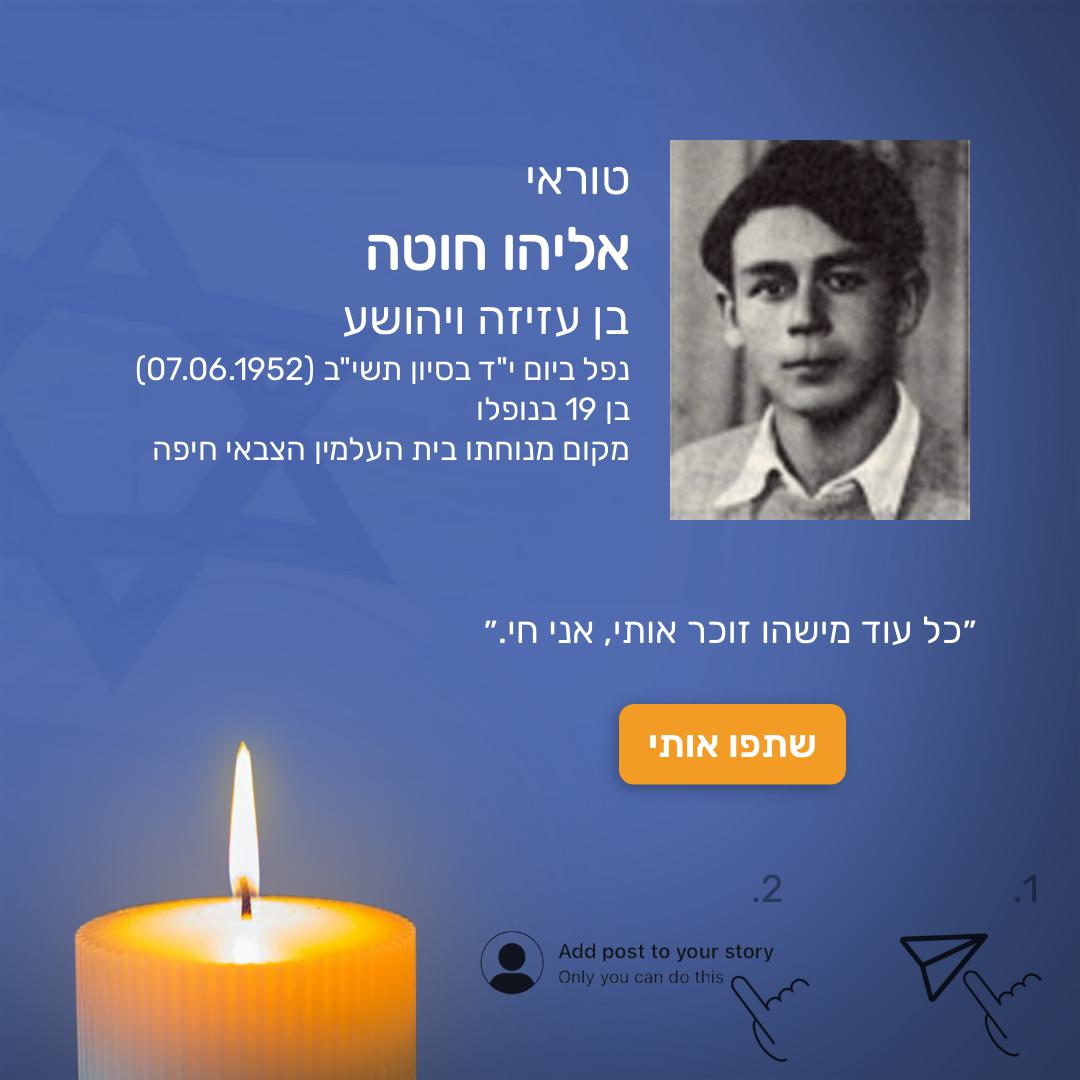 טוראי
אליהו חוטה
בן עזיזה ויהושע
נפל ביום י"ד בסיון תשי"ב (07.06.1952)
בן 19 בנופלו
מקום מנוחתו בית העלמין הצבאי חיפה
״כל עוד מישהו זוכר אותי, אני חי.״
שתפו אותי
1.
2.
Add post to your story
Only you can do this